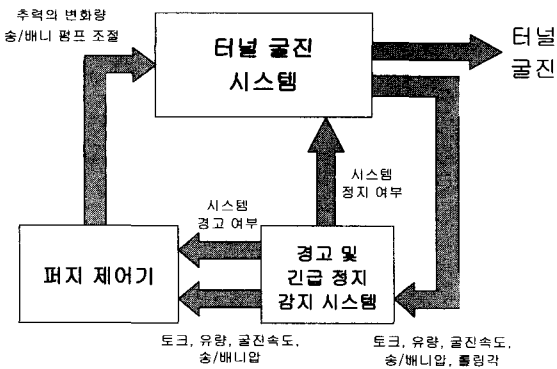 추력의 변화량
송/배니 펌프 조절
터널 굴진
시스템
터널
굴진
시스템
정지 여부
시스템
경고 여부
퍼지 제어기
경고 및
긴급 정지
감지 시스템
토크, 유량, 굴진속도,
송/배니압
토크, 유량, 굴진속도,
송/배니압, 롤링각